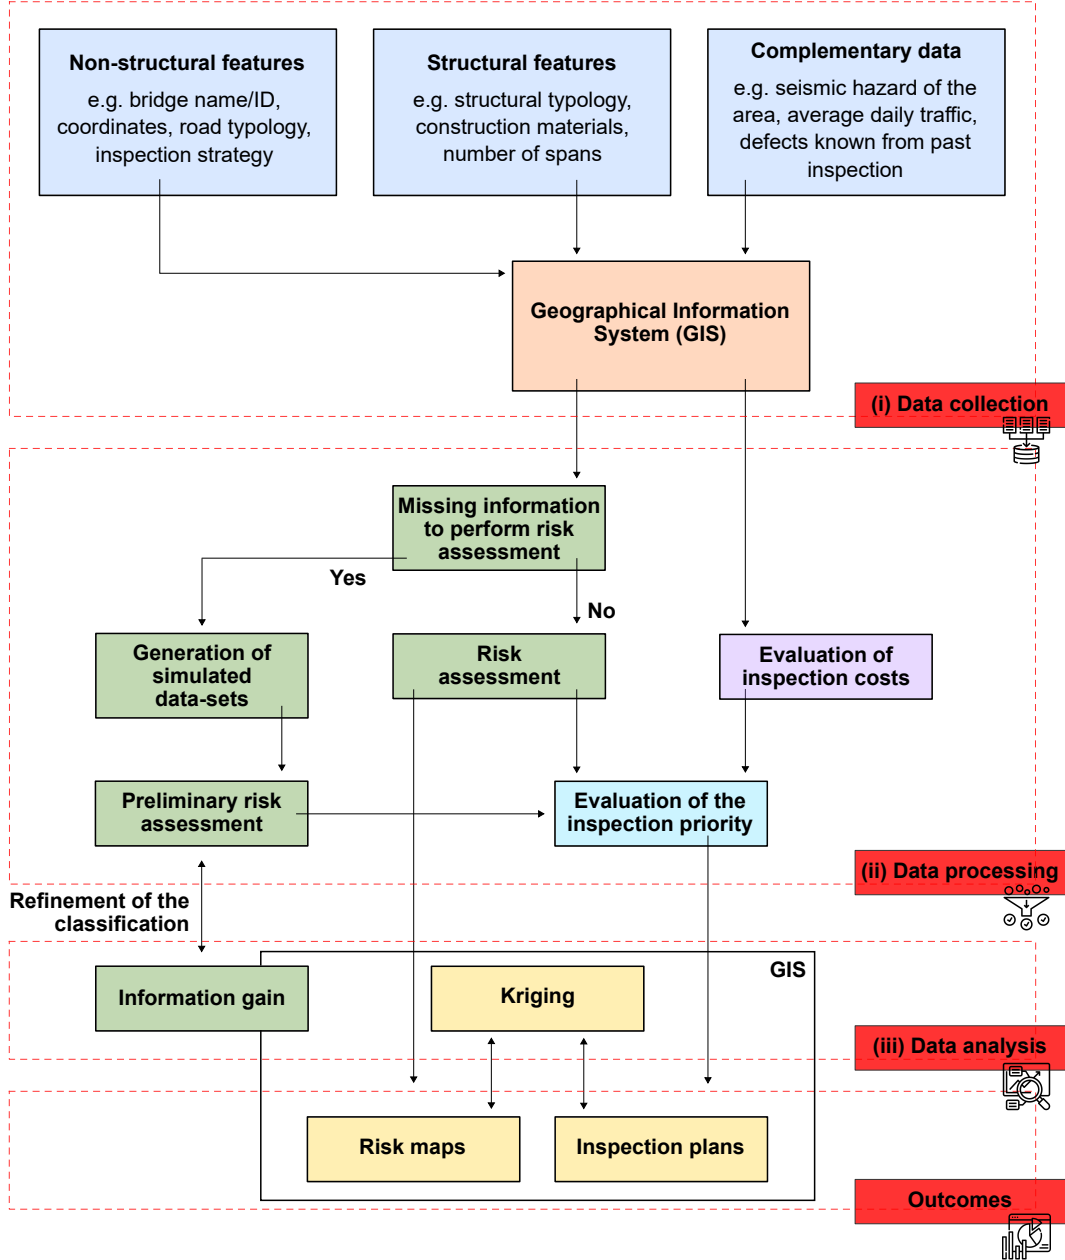 Non-structural features
e.g. bridge name/ID,
coordinates, road typology,
inspection strategy
Structural features
e.g. structural typology,
construction materials,
number of spans
Complementary data
e.g. seismic hazard of the
area, average daily traffic,
defects known from past
inspection
Geographical Information
System (GIS)
(i) Data collection
Missing information
to perform risk
assessment
Yes
No
Generation of
simulated
data-sets
Risk
assessment
Evaluation of
inspection costs
Preliminary risk
assessment
Evaluation of the
inspection priority
(ii) Data processing
Refinement of the
classification
GIS
Information gain
Kriging
(iii) Data analysis
Risk maps
Inspection plans
Outcomes